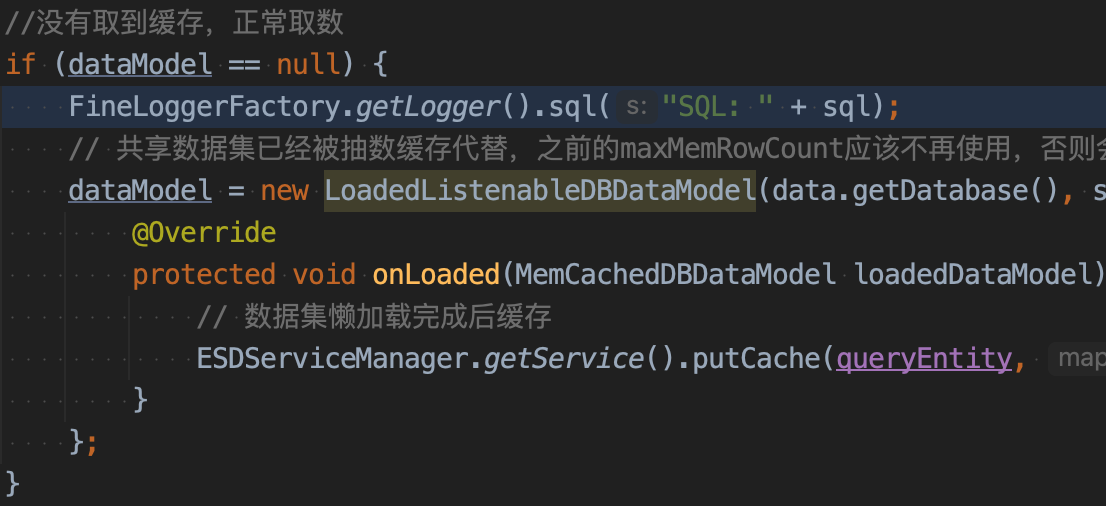 //没有取到缓存，正常取数
if (dataModel == null) {
FineLoggerFactory.getLogger().sql( s: "SQL: " + sql);
// 共享数据集已经被抽数缓存代替，之前的maxMemRowCount应该不再使用，否则会
dataModel = new LoadedListenableDBDataModel(data.getDatabase(), s
@Override
protected void onLoaded(MemCachedDBDataModel loadedDataModel)
// 数据集懒加载完成后缓存
ESDServiceManager.getService().putCache(queryEntity, map
}
};
}